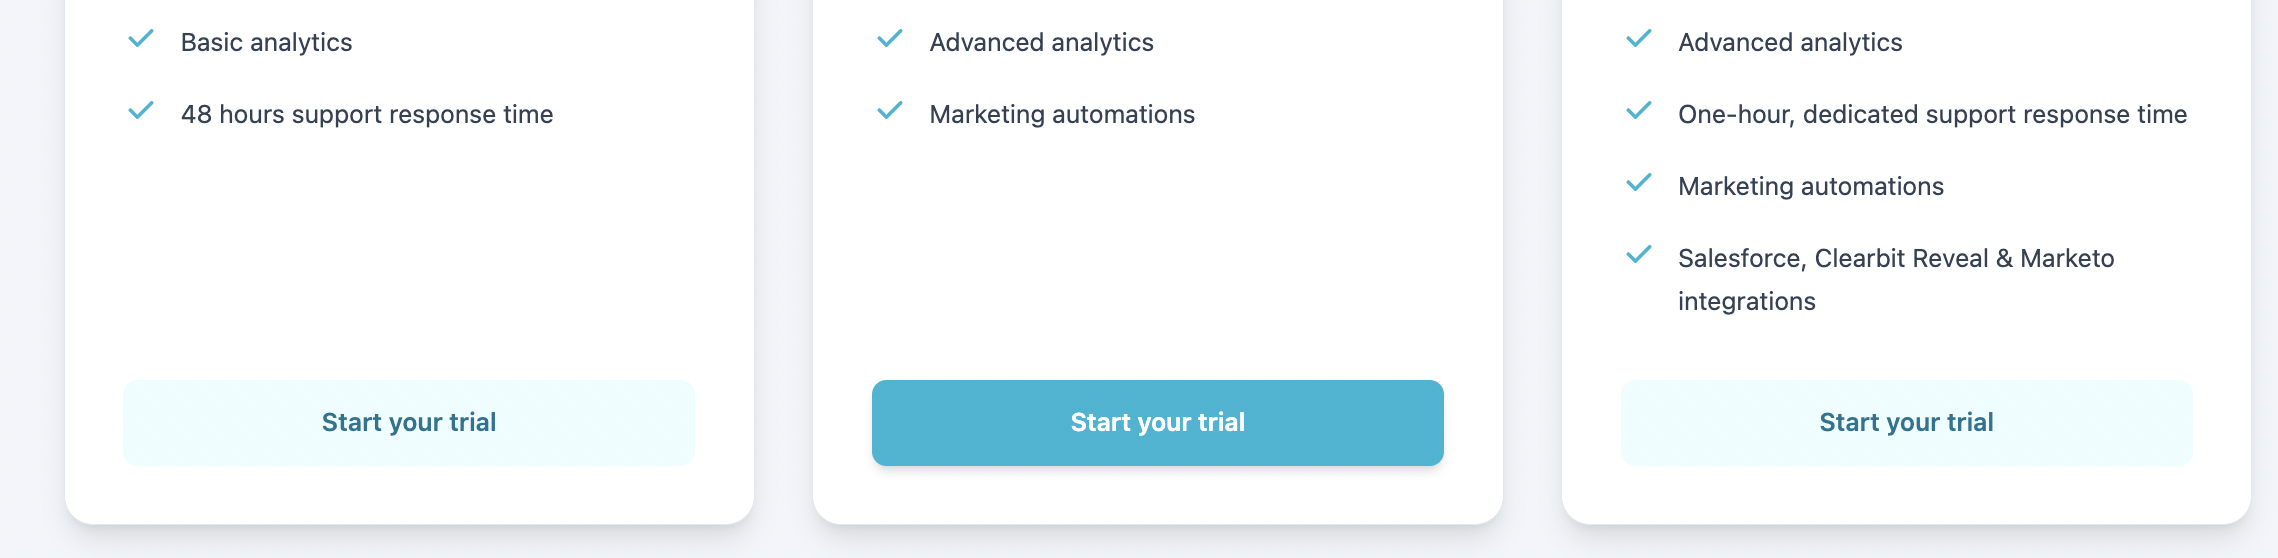 Basic analytics
48 hours support response time
Start your trial
Advanced analytics
Marketing automations
Start your trial
Advanced analytics
One-hour, dedicated support response time
Marketing automations
Salesforce, Clearbit Reveal & Marketo
integrations
Start your trial